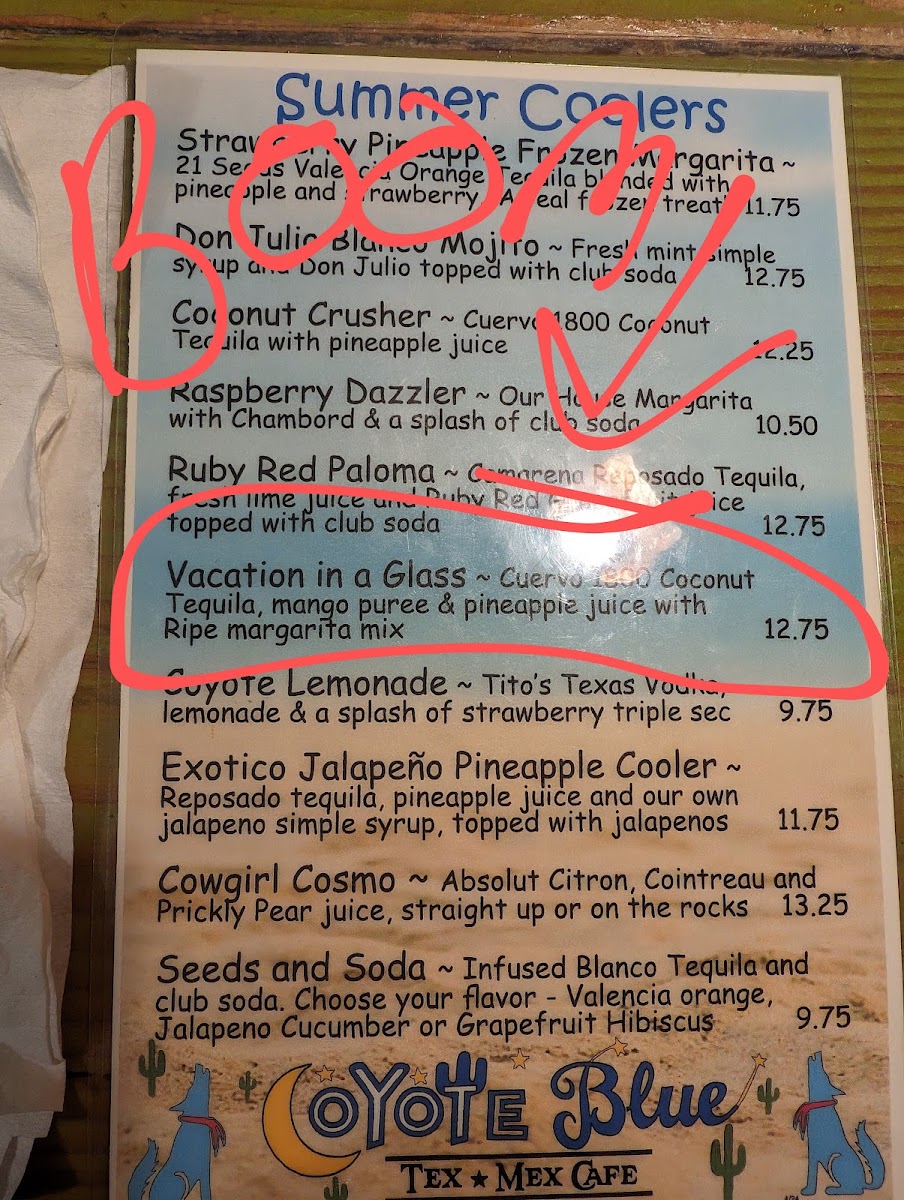 Summer Coolers
BOOM
Strawberry Pineapple Frozen Margarita ~
21 Seeds Valencia Orange Tequila blended with
pineapple and strawberry. A real frozen treat! 11.75
Don Julio Blanco Mojito ~ Fresh mint, simple
syrup and Don Julio topped with club soda 12.75
Coconut Crusher ~ Cuervo 1800 Coconut
Tequila with pineapple juice 12.25
Raspberry Dazzler ~ Our House Margarita
with Chambord & a splash of club soda 10.50
Ruby Red Paloma ~ Camarena Reposado Tequila,
fresh lime juice and Ruby Red Grapefruit juice
topped with club soda 12.75
Vacation in a Glass ~ Cuervo 1800 Coconut
Tequila, mango puree & pineapple juice with
Ripe margarita mix 12.75
Coyote Lemonade ~ Tito's Texas Vodka,
lemonade & a splash of strawberry triple sec 9.75
Exotico Jalapeño Pineapple Cooler ~
Reposado tequila, pineapple juice and our own
jalapeno simple syrup, topped with jalapenos 11.75
Cowgirl Cosmo ~ Absolut Citron, Cointreau and
Prickly Pear juice, straight up or on the rocks 13.25
Seeds and Soda ~ Infused Blanco Tequila and
club soda. Choose your flavor - Valencia orange,
Jalapeno Cucumber or Grapefruit Hibiscus 9.75
COYOTE Blue
TEX ★ MEX CAFE